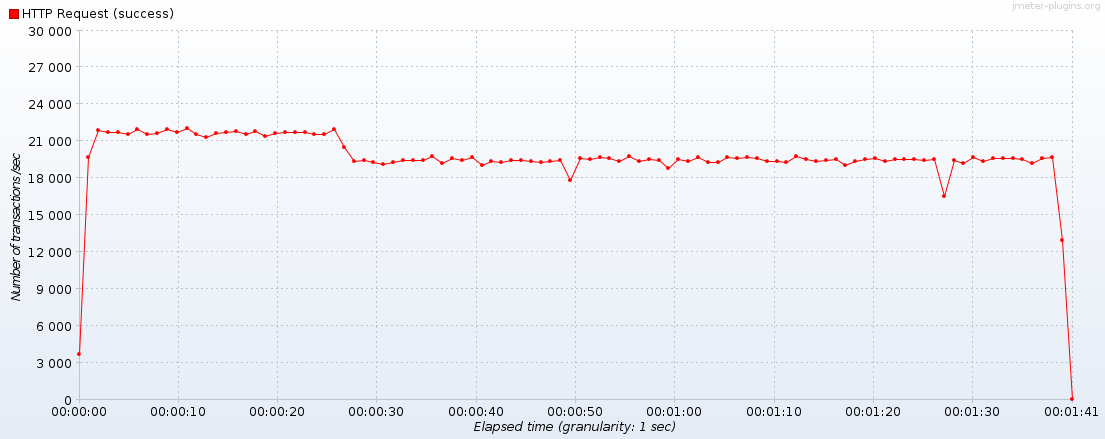 jmeter-plugins.org
HTTP Request (success)
30 000
27 000
24 000
21 000
18 000
15 000
12 000
9 000
6 000
3 000
0
Number of transactions /sec
00:00:00 00:00:10 00:00:20 00:00:30 00:00:40 00:00:50 00:01:00 00:01:10 00:01:20 00:01:30 00:01:41
Elapsed time (granularity: 1 sec)